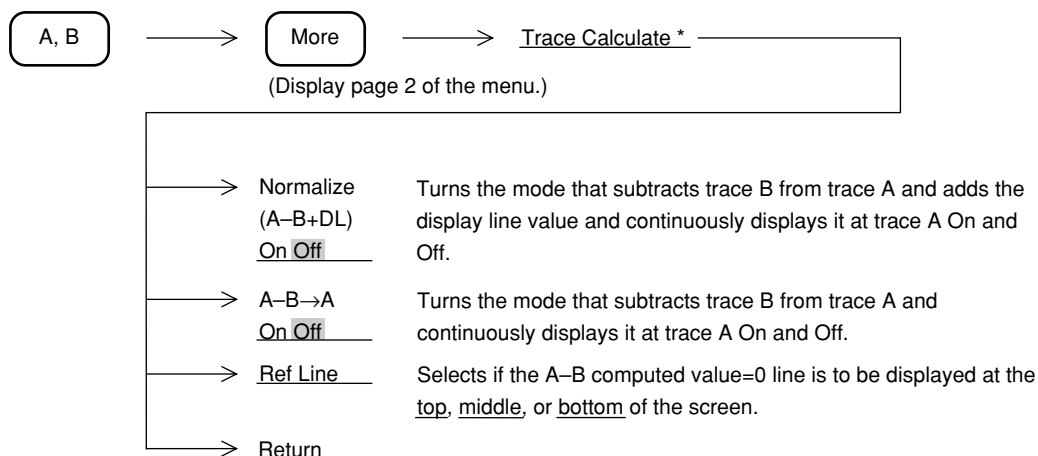 A, B More Trace Calculate *
(Display page 2 of the menu.)
Normalize Turns the mode that subtracts trace B from trace A and adds the
(A–B+DL) display line value and continuously displays it at trace A On and
On Off Off.
A–B→A Turns the mode that subtracts trace B from trace A and
On Off continuously displays it at trace A On and Off.
Ref Line Selects if the A–B computed value=0 line is to be displayed at the
top, middle, or bottom of the screen.
Return